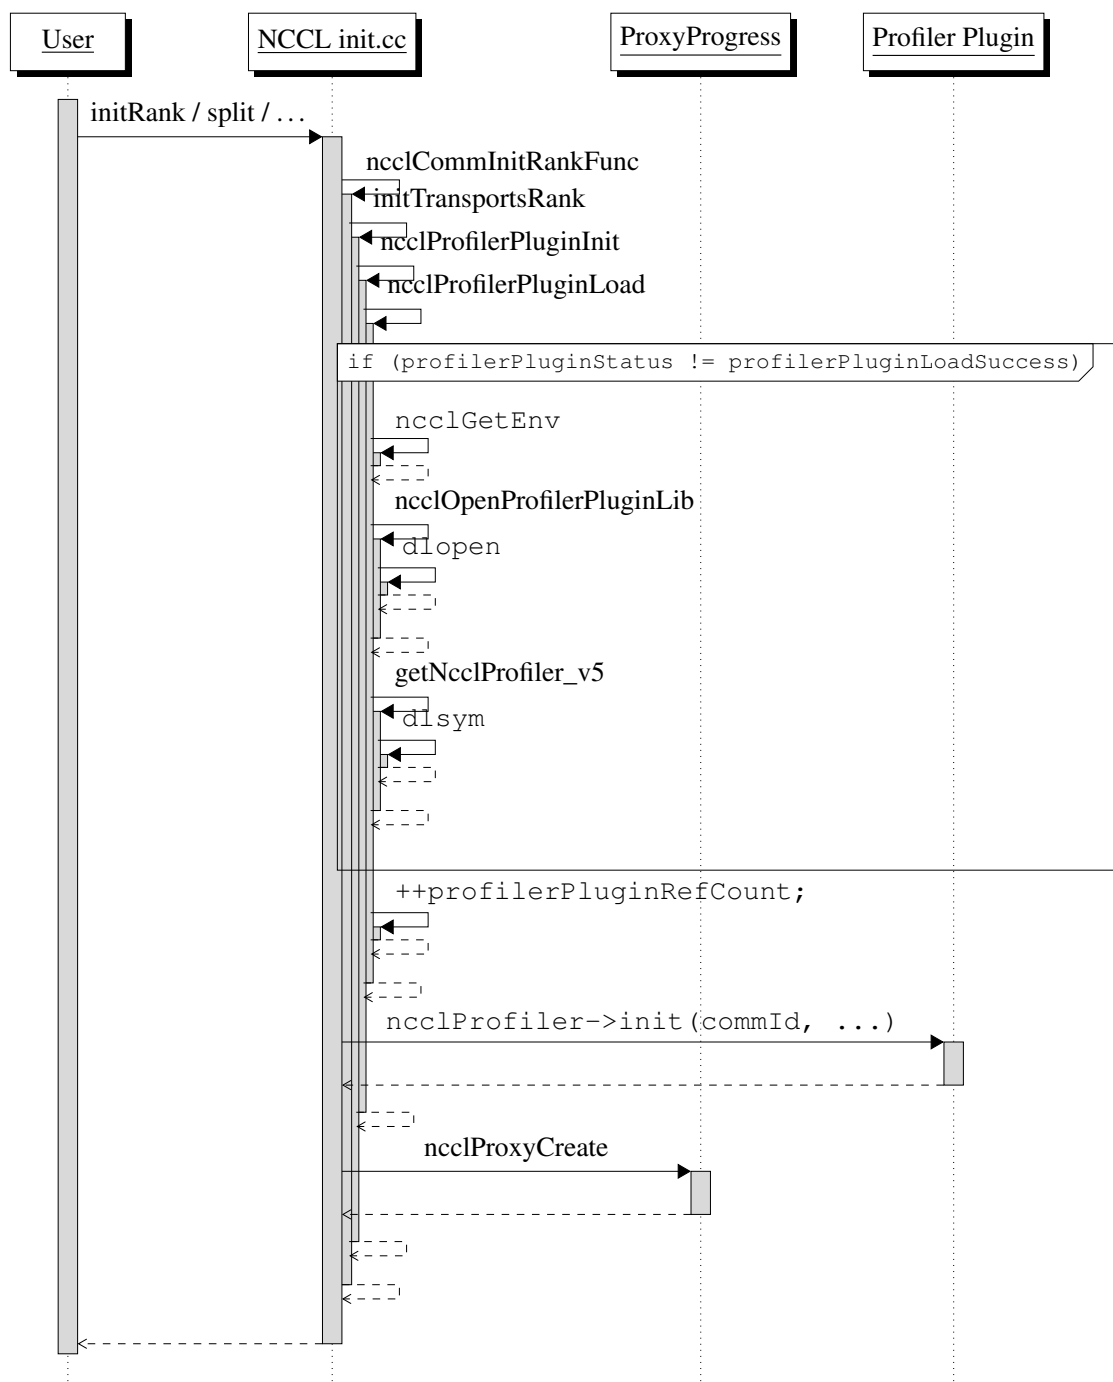 User
NCCL init.cc
ProxyProgress
Profiler Plugin
initRank / split / ...
ncclCommInitRankFunc
initTransportsRank
ncclProfilerPluginInit
ncclProfilerPluginLoad
if (profilerPluginStatus != profilerPluginLoadSuccess)
ncclGetEnv
ncclOpenProfilerPluginLib
dlopen
getNcclProfiler_v5
dlsym
++profilerPluginRefCount;
ncclProfiler->init(commId, ...)
ncclProxyCreate